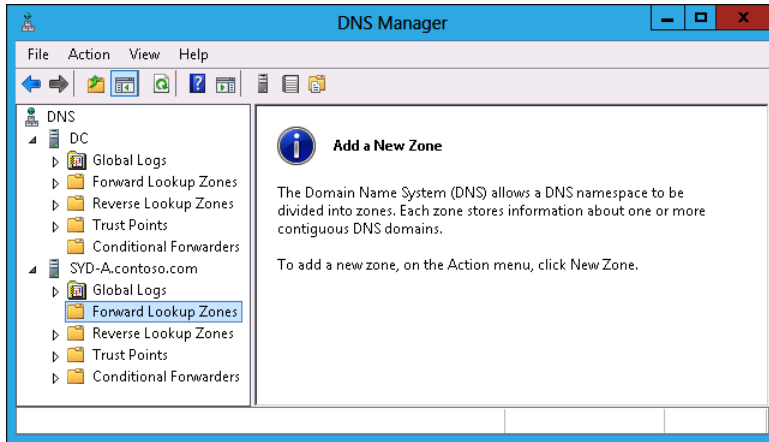 DNS Manager
File Action View Help
DNS
DC
Global Logs
Forward Lookup Zones
Reverse Lookup Zones
Trust Points
Conditional Forwarders
SYD-A.contoso.com
Global Logs
Forward Lookup Zones
Reverse Lookup Zones
Trust Points
Conditional Forwarders
Add a New Zone
The Domain Name System (DNS) allows a DNS namespace to be
divided into zones. Each zone stores information about one or more
contiguous DNS domains.
To add a new zone, on the Action menu, click New Zone.